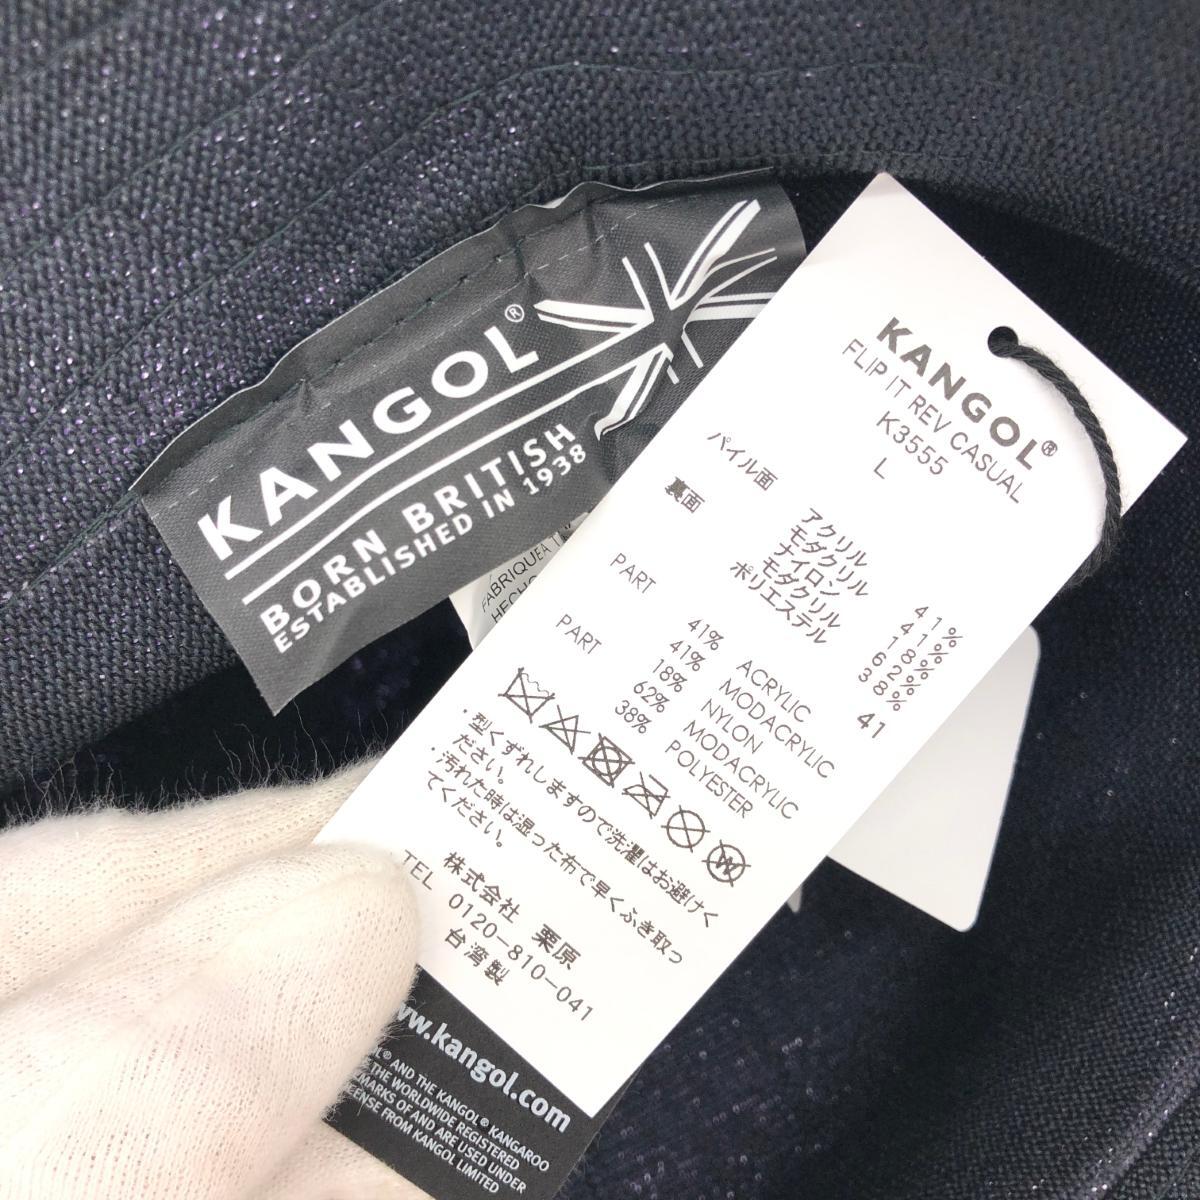 KANGOL®
BORN BRITISH
ESTABLISHED IN 1938
FABRIQUÉ À
KANGOL®
FLIP IT REV CASUAL
K3555
L
パイル面
アクリル 41%
モダクリル 41%
ナイロン 18%
裏面
モダクリル 62%
ポリエステル 38%
41
PART
41% ACRYLIC
41% MODACRYLIC
18% NYLON
PART
62% MODACRYLIC
38% POLYESTER
・型くずれしますので洗濯はお避けく
ださい。
・汚れた時は湿った布で早くふき取っ
てください。
株式会社 栗原
TEL 0120-810-041
台湾製
www.kangol.com
® AND THE KANGOL® KANGAROO
THE WORLDWIDE REGISTERED
MARKS OF AND ARE USED UNDER
FROM KANGOL LIMITED